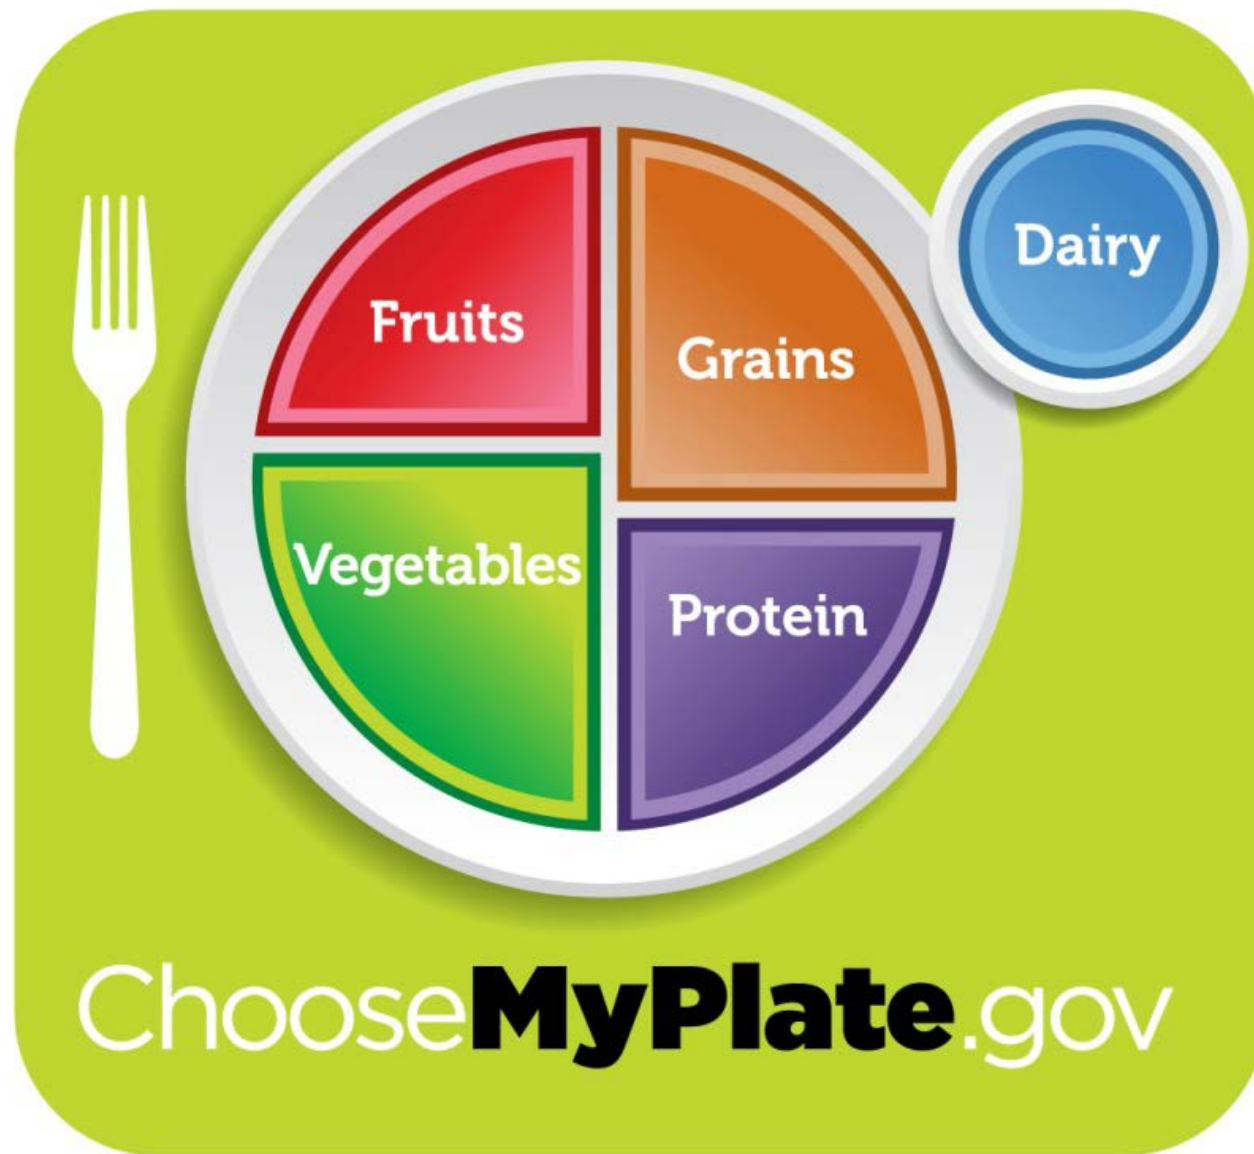 Fruits
Grains
Dairy
Vegetables
Protein
ChooseMyPlate.gov